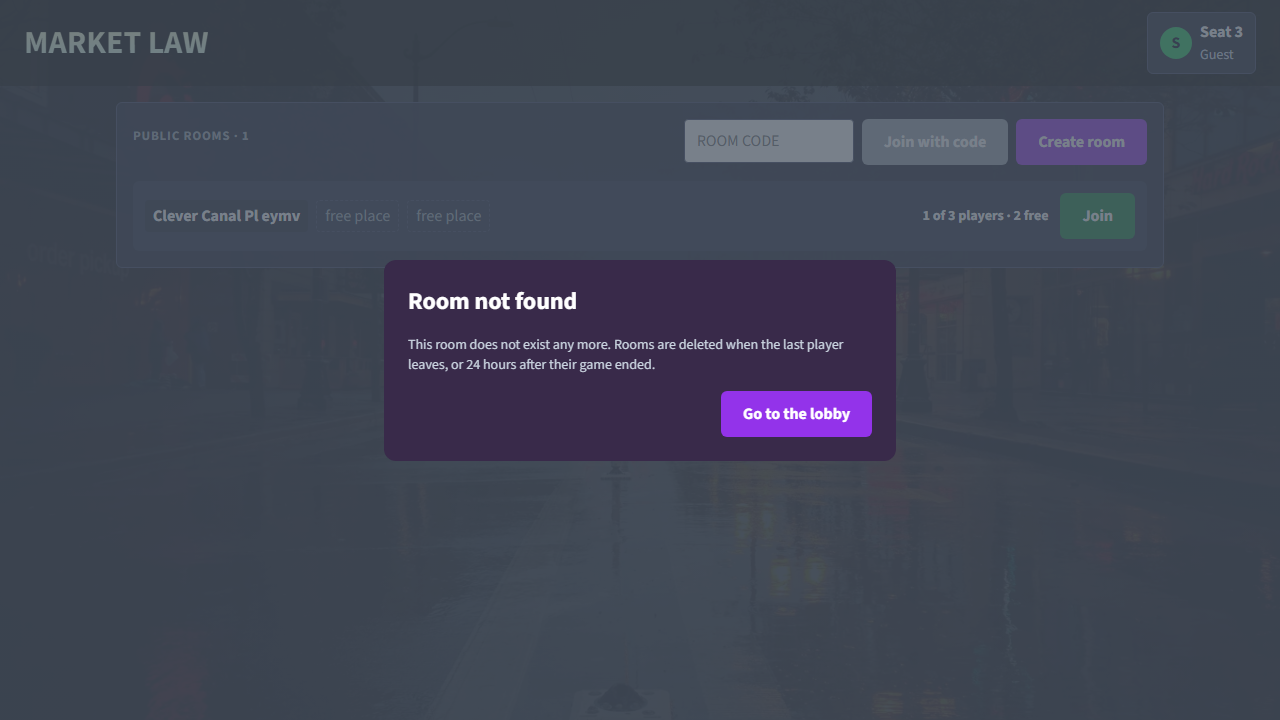 MARKET LAW
S
Seat 3
Guest
PUBLIC ROOMS · 1
ROOM CODE
Join with code
Create room
Clever Canal Pl eymv
free place
free place
1 of 3 players · 2 free
Join
Room not found
This room does not exist any more. Rooms are deleted when the last player
leaves, or 24 hours after their game ended.
Go to the lobby